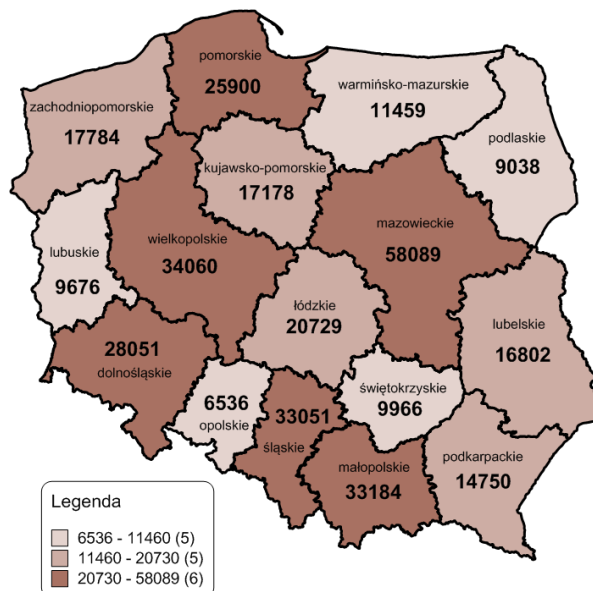 pomorskie
25900
warmińsko-mazurskie
11459
zachodniopomorskie
17784
podlaskie
9038
kujawsko-pomorskie
17178
mazowieckie
58089
wielkopolskie
34060
lubuskie
9676
łódzkie
20729
lubelskie
16802
28051
dolnośląskie
6536
opolskie
33051
śląskie
świętokrzyskie
9966
małopolskie
33184
podkarpackie
14750
Legenda
6536 - 11460 (5)
11460 - 20730 (5)
20730 - 58089 (6)